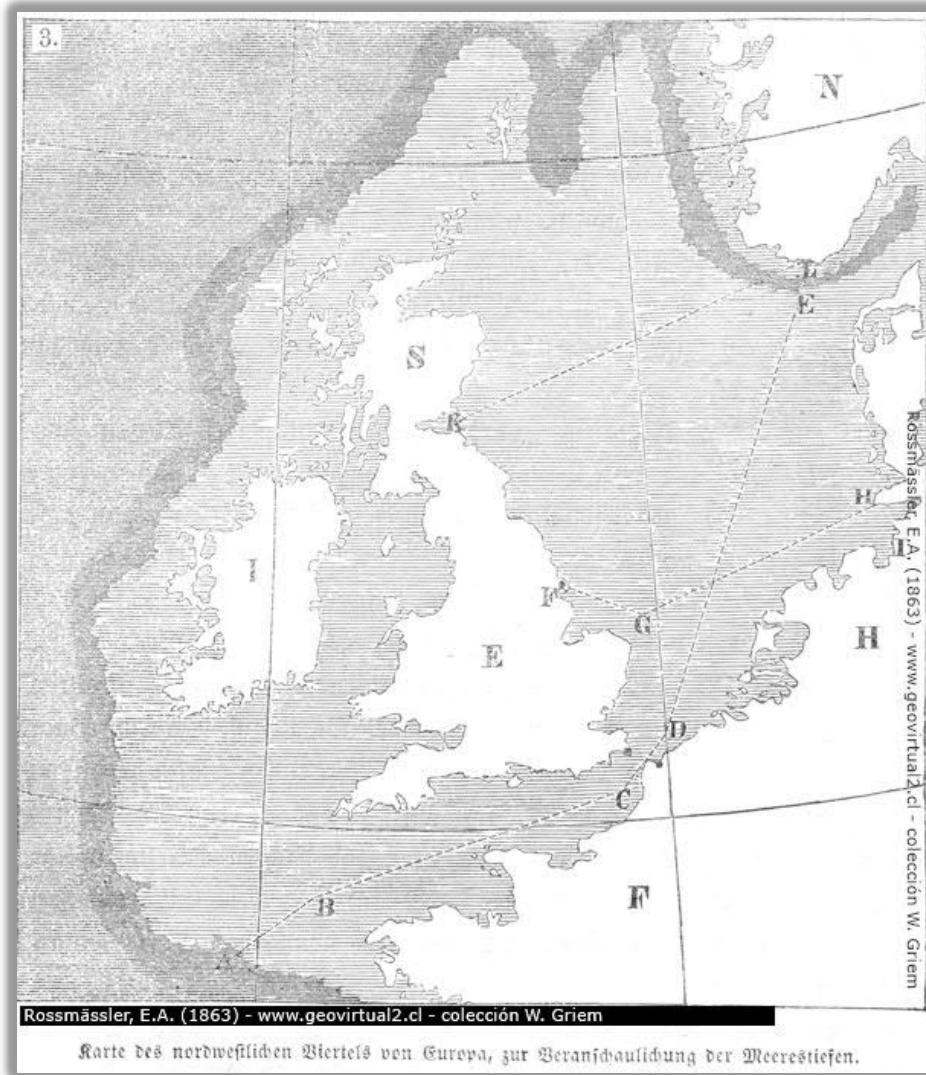 3.
N
L
E
S
K
H
I
I
F
G
H
E
D
C
B
F
A
Rossmässler, E.A. (1863) - www.geovirtual2.cl - colección W. Griem
Rossmässler, E.A. (1863) - www.geovirtual2.cl - colección W. Griem
Karte des nordwestlichen Viertels von Europa, zur Veranschaulichung der Meerestiefen.